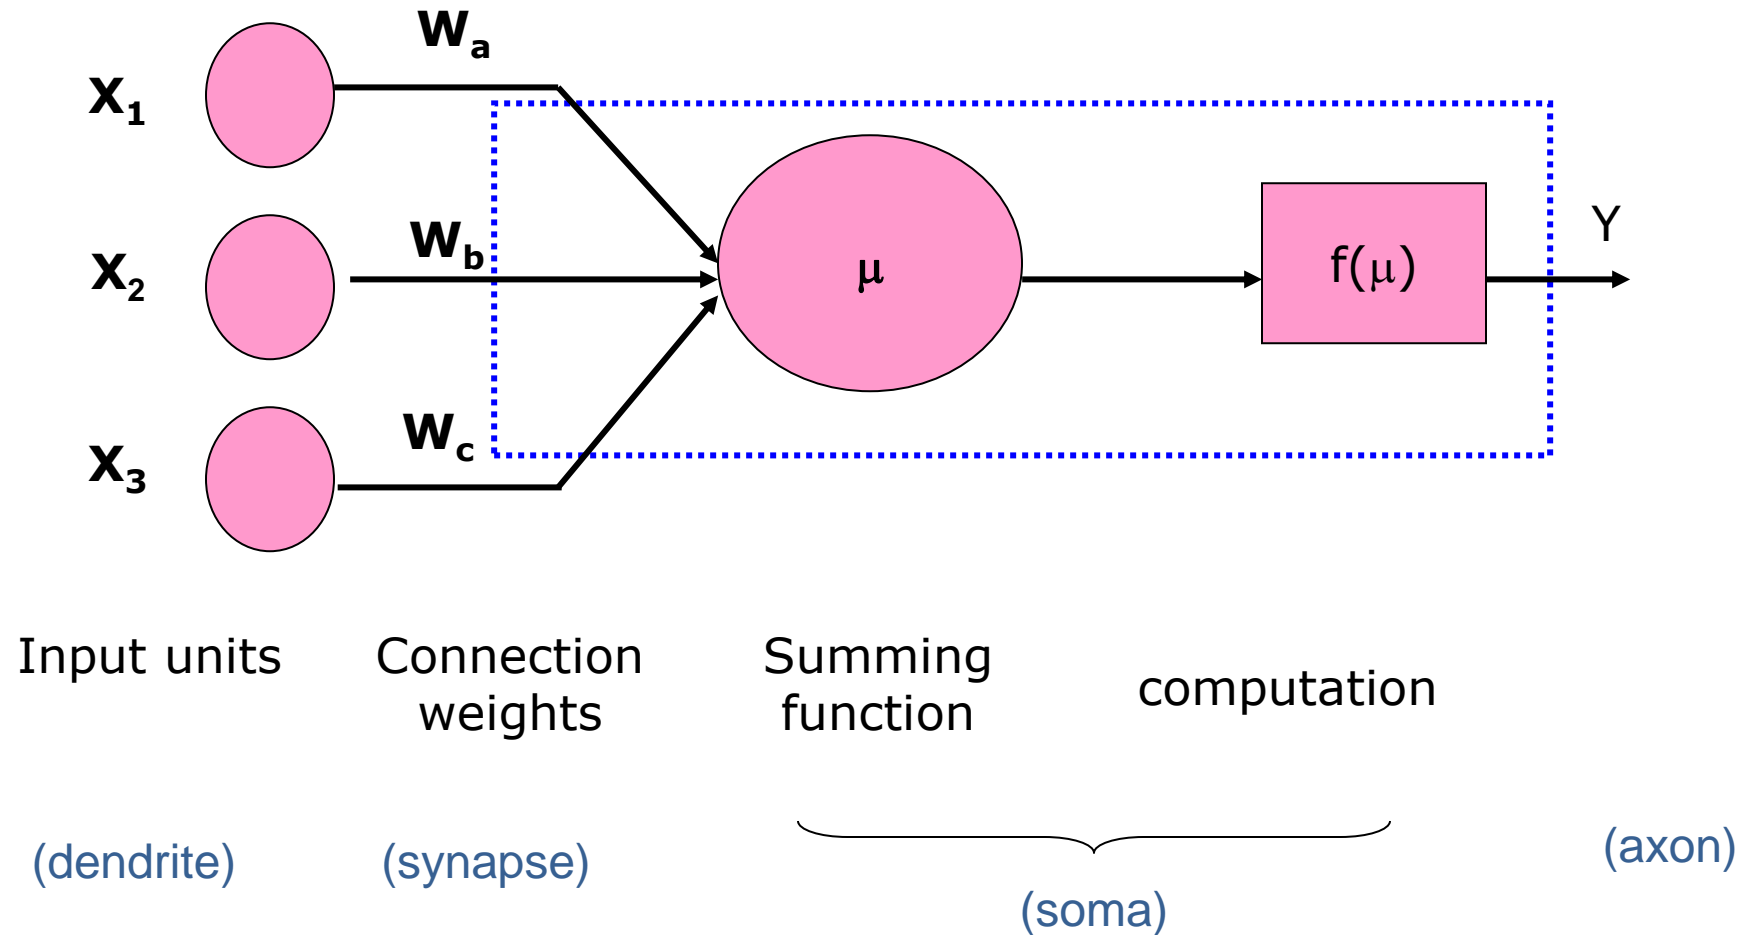 Wa
X1
Wb
X2
μ
f(μ)
Y
Wc
X3
Input units
Connection
weights
Summing
function
computation
(dendrite)
(synapse)
(soma)
(axon)